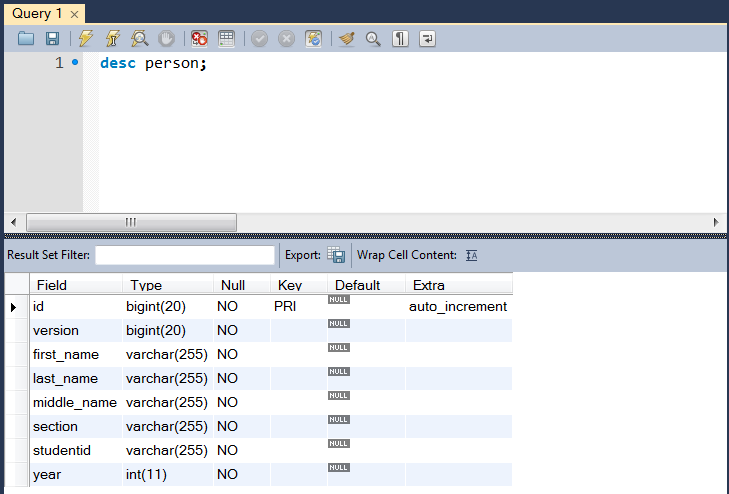 Query 1 ×
1 desc person;
Result Set Filter: Export: Wrap Cell Content: IA
Field Type Null Key Default Extra
id bigint(20) NO PRI NULL auto_increment
version bigint(20) NO NULL
first_name varchar(255) NO NULL
last_name varchar(255) NO NULL
middle_name varchar(255) NO NULL
section varchar(255) NO NULL
studentid varchar(255) NO NULL
year int(11) NO NULL